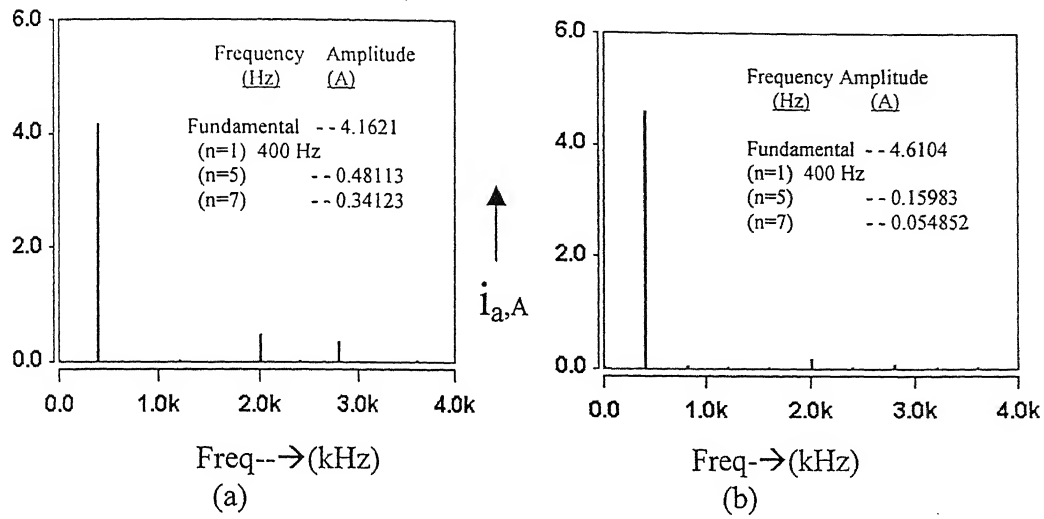 6.0
4.0
2.0
0.0
Frequency Amplitude
(Hz) (A)
Fundamental - - 4.1621
(n=1) 400 Hz
(n=5) - - 0.48113
(n=7) - - 0.34123
0.0 1.0k 2.0k 3.0k 4.0k
Freq--→(kHz)
(a)
i a,A
6.0
4.0
2.0
0.0
Frequency Amplitude
(Hz) (A)
Fundamental - - 4.6104
(n=1) 400 Hz
(n=5) - - 0.15983
(n=7) - - 0.054852
0.0 1.0k 2.0k 3.0k 4.0k
Freq-→(kHz)
(b)